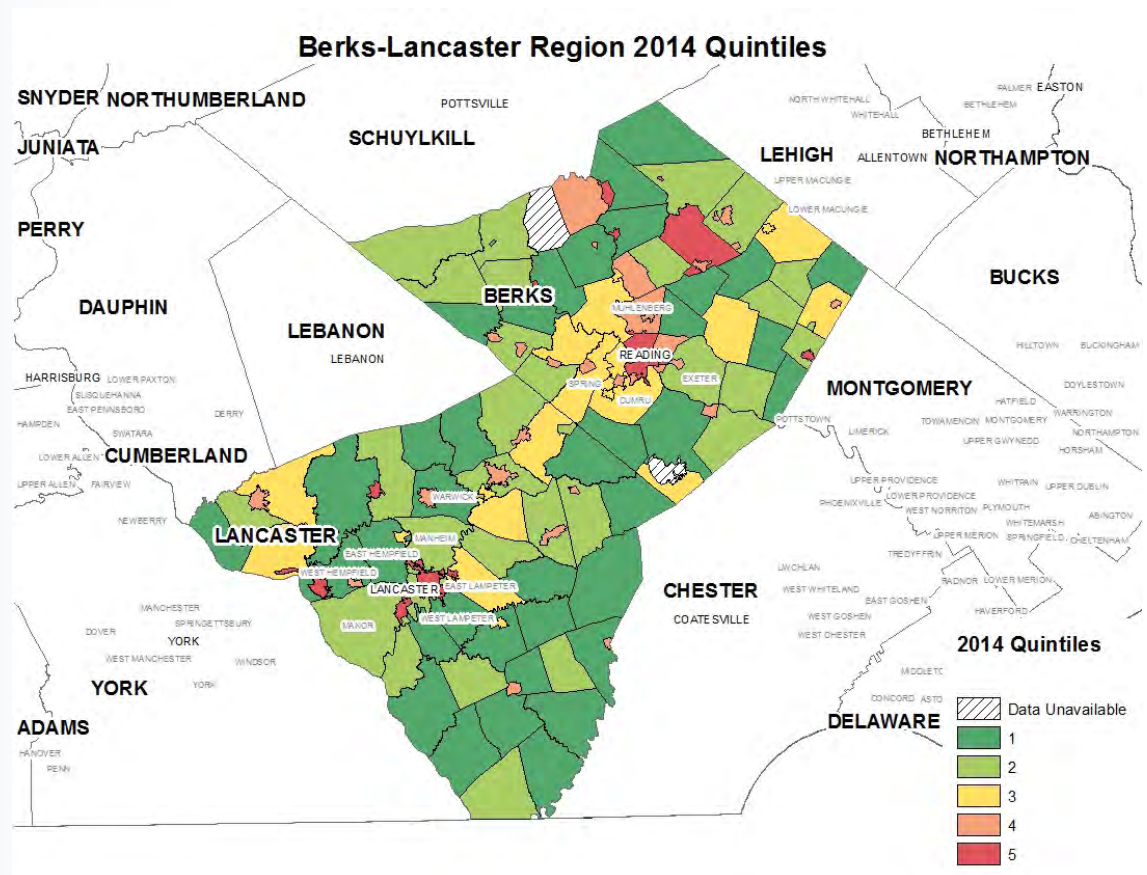 Berks-Lancaster Region 2014 Quintiles
SNYDER
NORTHUMBERLAND
POTTSVILLE
NORTH WHITEHALL
WHITEHALL
PALMER
EASTON
BETHLEHEM
JUNIATA
SCHUYLKILL
BETHLEHEM
LEHIGH
ALLENTOWN
NORTHAMPTON
UPPER MACUNGIE
LOWER MACUNGIE
PERRY
BUCKS
DAUPHIN
BERKS
MUHLENBERG
LEBANON
LEBANON
READING
HILLTOWN
BUCKINGHAM
HARRISBURG
LOWER PAXTON
SUSQUEHANNA
EAST PENNSBORO
SPRING
EXETER
CUMRU
MONTGOMERY
DOYLESTOWN
HAMPDEN
DERRY
SWATARA
POTTSTOWN
HATFIELD
WARRINGTON
TOWAMENCIN
MONTGOMERY
LIMERICK
NORTHAMPTON
UPPER GWYNEDD
HORSHAM
LOWER ALLEN
CUMBERLAND
UPPER ALLEN
FAIRVIEW
WARWICK
UPPER PROVIDENCE
WHITPAIN
UPPER DUBLIN
LOWER PROVIDENCE
PHOENIXVILLE
WEST NORRITON
PLYMOUTH
ABINGTON
NEWBERRY
LANCASTER
MANHEIM
WHITEMARSH
UPPER MERION
SPRINGFIELD
CHELTENHAM
EAST HEMPFIELD
TREDYFFRIN
WEST HEMPFIELD
UWCHLAN
RADNOR
LOWER MERION
LANCASTER
EAST LAMPETER
CHESTER
WEST WHITELAND
EAST GOSHEN
MANCHESTER
SPRINGETTSBURY
WEST LAMPETER
COATESVILLE
WEST GOSHEN
HAVERFORD
DOVER
YORK
MANOR
WEST CHESTER
WEST MANCHESTER
WINDSOR
2014 Quintiles
YORK
YORK
MIDDLETC
CONCORD
ASTO
ADAMS
DELAWARE
Data Unavailable
HANOVER
PENN
1
2
3
4
5